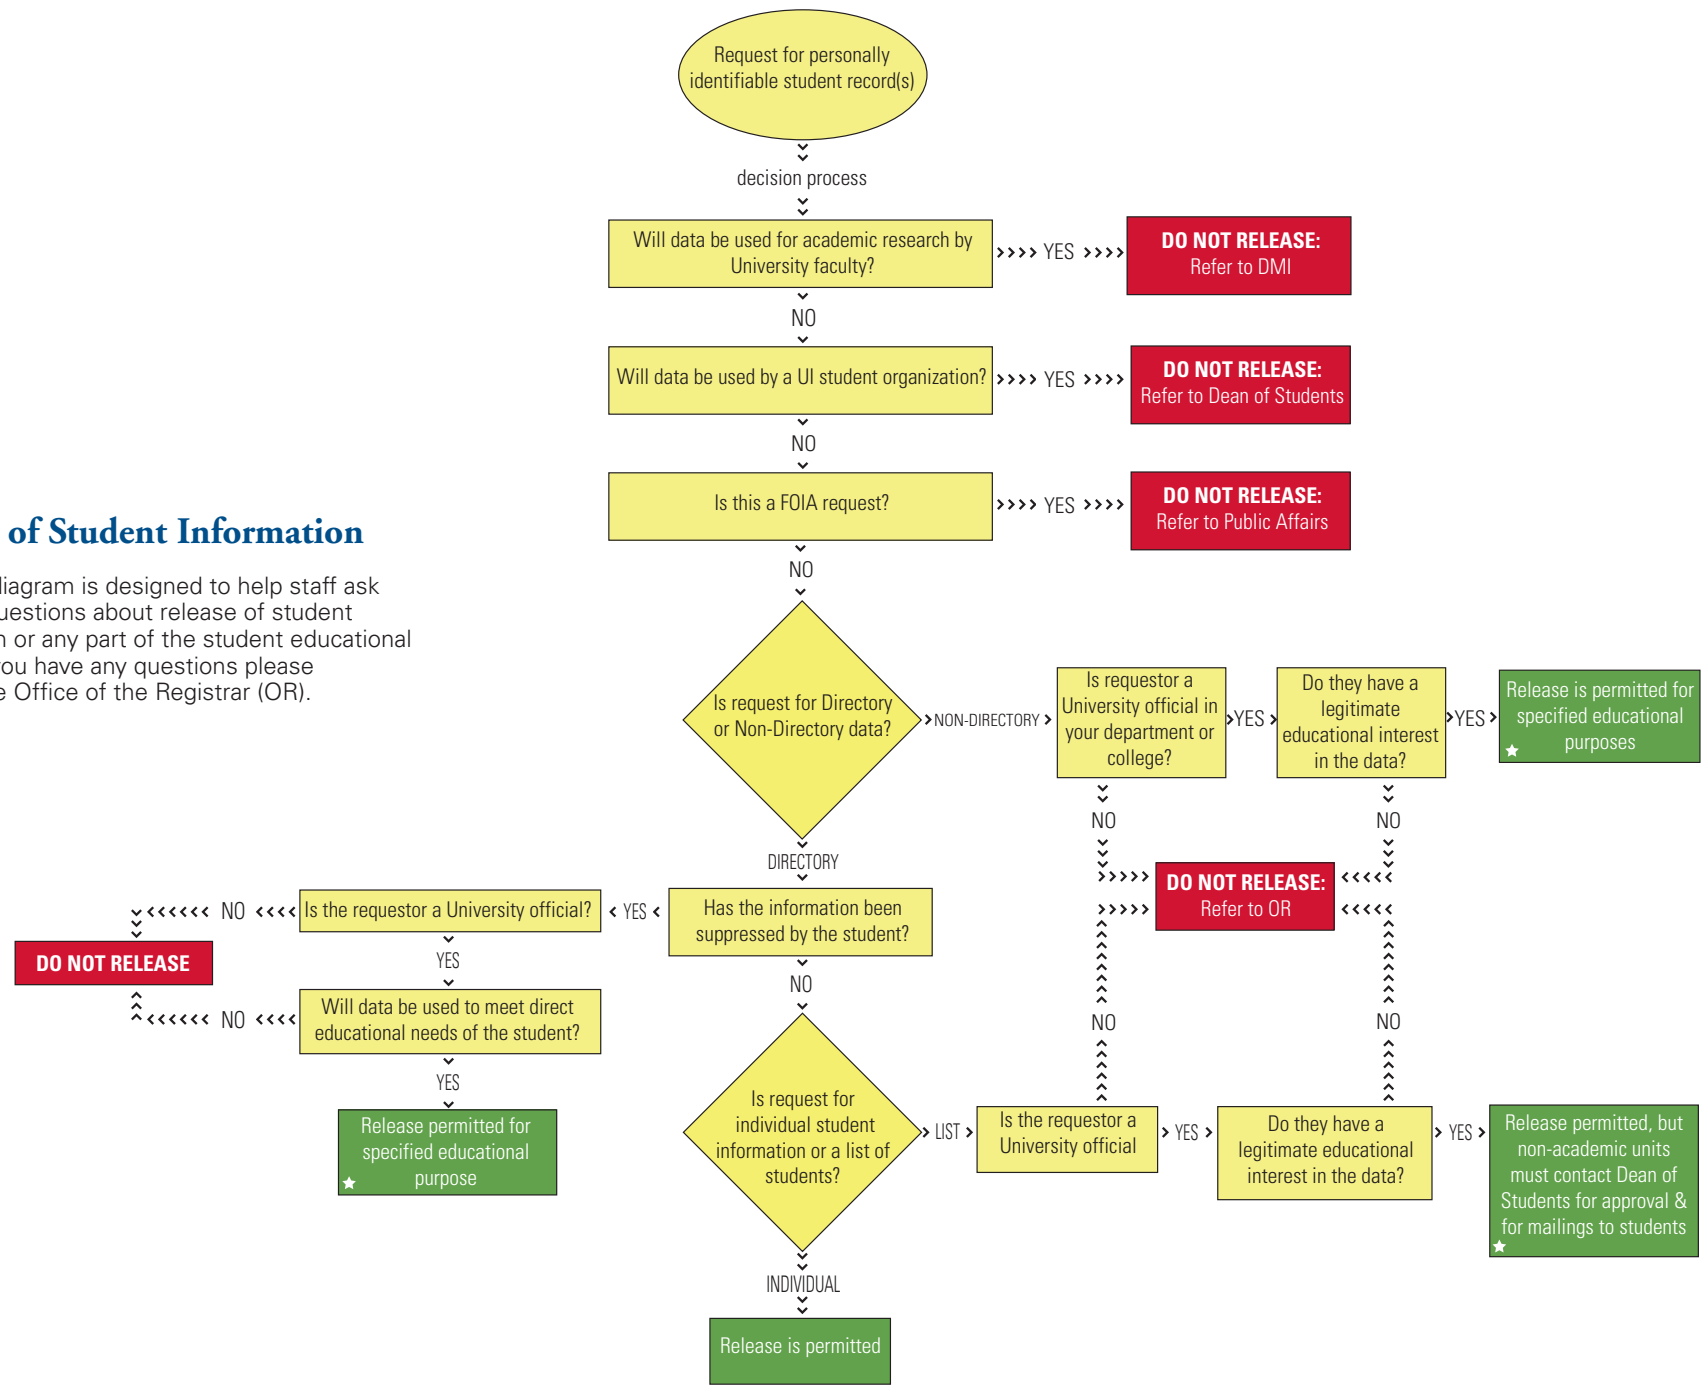 Request for personally
identifiable student record(s)
decision process
Will data be used for academic research by
University faculty?
YES
DO NOT RELEASE:
Refer to DMI
NO
Will data be used by a UI student organization?
YES
DO NOT RELEASE:
Refer to Dean of Students
NO
Is this a FOIA request?
YES
DO NOT RELEASE:
Refer to Public Affairs
NO
of Student Information
diagram is designed to help staff ask
uestions about release of student
n or any part of the student educational
you have any questions please
e Office of the Registrar (OR).
Is request for Directory
or Non-Directory data?
NON-DIRECTORY
Is requestor a
University official in
your department or
college?
YES
Do they have a
legitimate
educational interest
in the data?
YES
Release is permitted for
specified educational
purposes
NO
NO
DO NOT RELEASE:
Refer to OR
DIRECTORY
Has the information been
suppressed by the student?
YES
Is the requestor a University official?
NO
DO NOT RELEASE
YES
Will data be used to meet direct
educational needs of the student?
NO
YES
Release permitted for
specified educational
purpose
NO
Is request for
individual student
information or a list of
students?
LIST
Is the requestor a
University official
NO
YES
Do they have a
legitimate educational
interest in the data?
NO
YES
Release permitted, but
non-academic units
must contact Dean of
Students for approval &
for mailings to students
INDIVIDUAL
Release is permitted